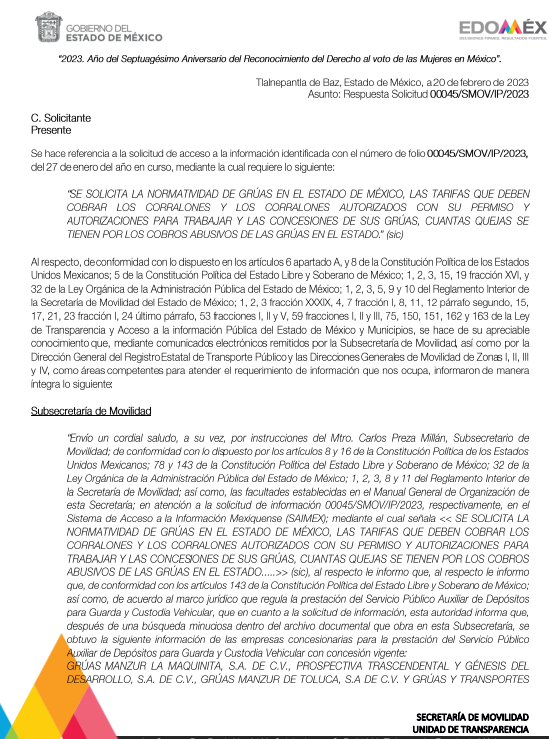 GOBIERNO DEL
ESTADO DE MÉXICO
EDOMÉX
DECISIONES FIRMES, RESULTADOS FUERTES.
"2023. Año del Septuagésimo Aniversario del Reconocimiento del Derecho al voto de las Mujeres en México".
Tlalnepantla de Baz, Estado de México, a 20 de febrero de 2023
Asunto: Respuesta Solicitud 00045/SMOV/IP/2023
C. Solicitante
Presente
Se hace referencia a la solicitud de acceso a la información identificada con el número de folio 00045/SMOV/IP/2023,
del 27 de enero del año en curso, mediante la cual requiere lo siguiente:
"SE SOLICITA LA NORMATIVIDAD DE GRÚAS EN EL ESTADO DE MÉXICO, LAS TARIFAS QUE DEBEN
COBRAR LOS CORRALONES Y LOS CORRALONES AUTORIZADOS CON SU PERMISO Y
AUTORIZACIONES PARA TRABAJAR Y LAS CONCESIONES DE SUS GRÚAS, CUANTAS QUEJAS SE
TIENEN POR LOS COBROS ABUSIVOS DE LAS GRÚAS EN EL ESTADO." (sic)
Al respecto, de conformidad con lo dispuesto en los artículos 6 apartado A, y 8 de la Constitución Política de los Estados
Unidos Mexicanos; 5 de la Constitución Política del Estado Libre y Soberano de México; 1, 2, 3, 15, 19 fracción XVI, y
32 de la Ley Orgánica de la Administración Pública del Estado de México; 1, 2, 3, 5, 9 y 10 del Reglamento Interior de
la Secretaría de Movilidad del Estado de México; 1, 2, 3 fracción XXXIX, 4, 7 fracción I, 8, 11, 12 párrafo segundo, 15,
17, 21, 23 fracción I, 24 último párrafo, 53 fracciones I, II y V, 59 fracciones I, II y III, 75, 150, 151, 162 y 163 de la Ley
de Transparencia y Acceso a la información Pública del Estado de México y Municipios, se hace de su apreciable
conocimiento que, mediante comunicados electrónicos remitidos por la Subsecretaría de Movilidad, así como por la
Dirección General del Registro Estatal de Transporte Público y las Direcciones Generales de Movilidad de Zonas I, II, III
y IV, como áreas competentes para atender el requerimiento de información que nos ocupa, informaron de manera
íntegra lo siguiente:
Subsecretaría de Movilidad
"Envío un cordial saludo, a su vez, por instrucciones del Mtro. Carlos Preza Millán, Subsecretario de
Movilidad; de conformidad con lo dispuesto por los artículos 8 y 16 de la Constitución Política de los Estados
Unidos Mexicanos; 78 y 143 de la Constitución Política del Estado Libre y Soberano de México; 32 de la
Ley Orgánica de la Administración Pública del Estado de México; 1, 2, 3, 8 y 11 del Reglamento Interior de
la Secretaría de Movilidad; así como, las facultades establecidas en el Manual General de Organización de
esta Secretaría; en atención a la solicitud de información 00045/SMOV/IP/2023, respectivamente, en el
Sistema de Acceso a la Información Mexiquense (SAIMEX); mediante el cual señala << SE SOLICITA LA
NORMATIVIDAD DE GRÚAS EN EL ESTADO DE MÉXICO, LAS TARIFAS QUE DEBEN COBRAR LOS
CORRALONES Y LOS CORRALONES AUTORIZADOS CON SU PERMISO Y AUTORIZACIONES PARA
TRABAJAR Y LAS CONCESIONES DE SUS GRÚAS, CUANTAS QUEJAS SE TIENEN POR LOS COBROS
ABUSIVOS DE LAS GRÚAS EN EL ESTADO.....>> (sic), al respecto le informo que, al respecto le informo
que, de conformidad con los artículos 143 de la Constitución Política del Estado Libre y Soberano de México;
así como, de acuerdo al marco jurídico que regula la prestación del Servicio Público Auxiliar de Depósitos
para Guarda y Custodia Vehicular, que en cuanto a la solicitud de información, esta autoridad informa que,
después de una búsqueda minuciosa dentro del archivo documental que obra en esta Subsecretaría, se
obtuvo la siguiente información de las empresas concesionarias para la prestación del Servicio Público
Auxiliar de Depósitos para Guarda y Custodia Vehicular con concesión vigente:
GRÚAS MANZUR LA MAQUINITA, S.A. DE C.V., PROSPECTIVA TRASCENDENTAL Y GÉNESIS DEL
DESARROLLO, S.A. DE C.V., GRÚAS MANZUR DE TOLUCA, S.A DE C.V. Y GRÚAS Y TRANSPORTES
SECRETARÍA DE MOVILIDAD
UNIDAD DE TRANSPARENCIA